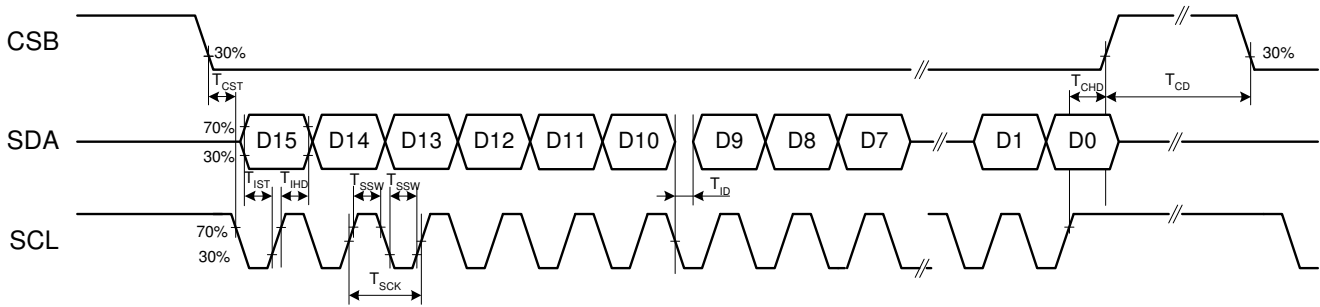 CSB
30%
30%
T_CST
T_CHD
T_CD
SDA
70%
30%
D15
D14
D13
D12
D11
D10
D9
D8
D7
D1
D0
T_IST
T_IHD
T_SSW
T_SSW
T_ID
SCL
70%
30%
T_SCK